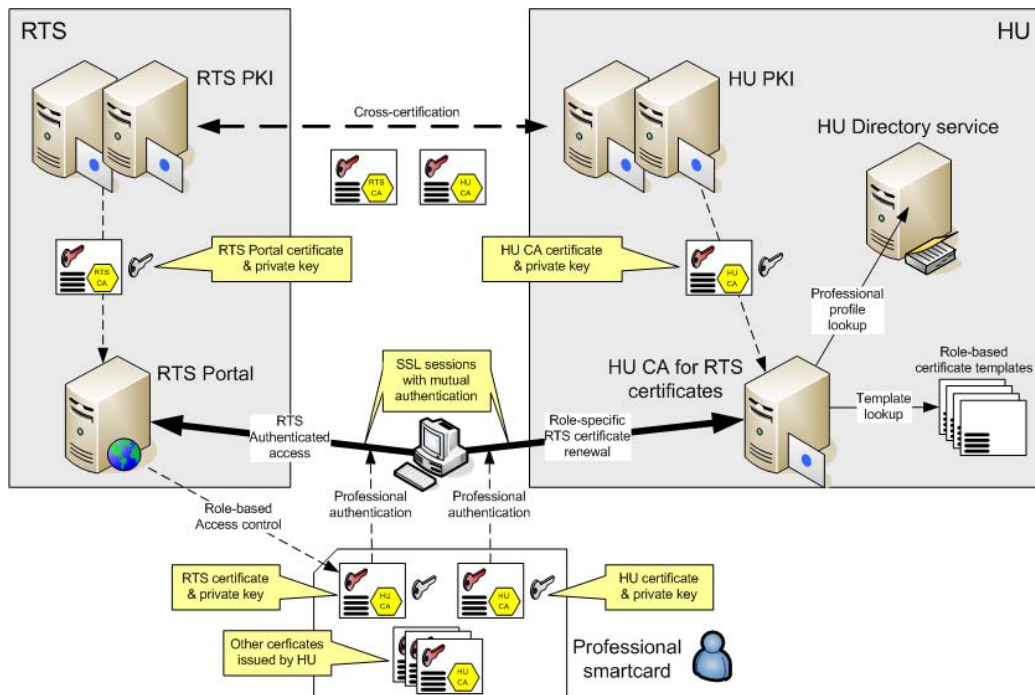 RTS
HU
RTS PKI
HU PKI
Cross-certification
HU Directory service
RTS
CA
HU
CA
RTS
CA
RTS Portal certificate
& private key
HU CA certificate
& private key
HU
CA
Professional
profile
lookup
RTS Portal
SSL sessions
with mutual
authentication
HU CA for RTS
certificates
Role-based
certificate templates
Template
lookup
RTS
Authenticated
access
Role-specific
RTS certificate
renewal
Role-based
Access control
Professional
authentication
Professional
authentication
RTS certificate
& private key
HU
CA
HU
CA
HU certificate
& private key
Other cerficates
issued by HU
HU
CA
Professional
smartcard